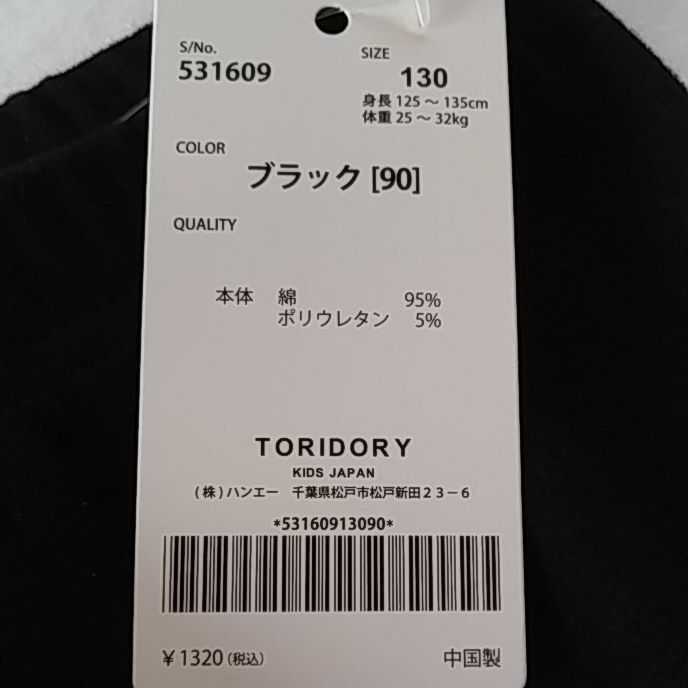 S/No.
531609
SIZE
130
身長 125 ～ 135cm
体重 25 ～ 32kg
COLOR
ブラック [90]
QUALITY
本体 綿 95%
ポリウレタン 5%
TORIDORY
KIDS JAPAN
(株)ハンエー 千葉県松戸市松戸新田２３－６
*53160913090*
￥1320 (税込)
中国製